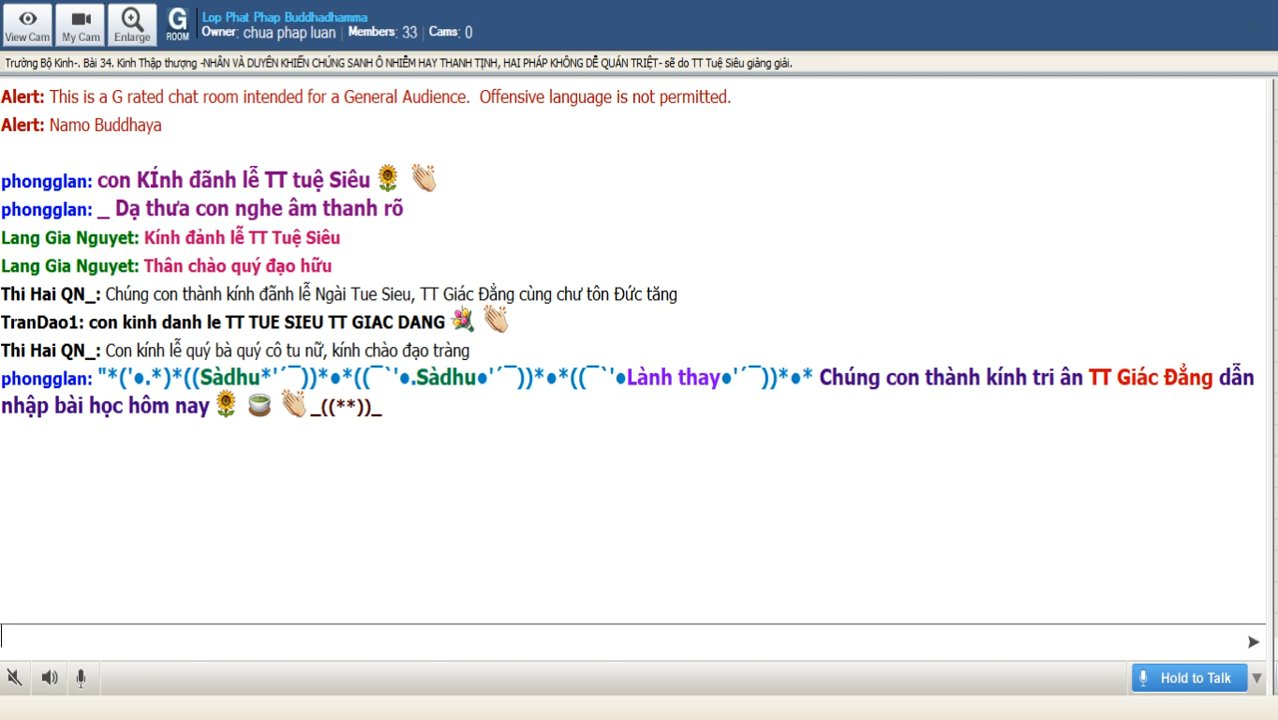 Lop Phat Phap Buddhadhamma
Owner: chua phap luan | Members: 33 | Cams: 0
View Cam
My Cam
Enlarge
G
ROOM
Trường Bộ Kinh-. Bài 34. Kinh Thập thượng -NHÂN VÀ DUYÊN KHIẾN CHÚNG SANH Ô NHIỄM HAY THANH TỊNH, HAI PHÁP KHÔNG DỄ QUÁN TRIỆT- sẽ do TT Tuệ Siêu giảng giải.
Alert: This is a G rated chat room intended for a General Audience. Offensive language is not permitted.
Alert: Namo Buddhaya
phongglan: con KÍnh đãnh lễ TT tuệ Siêu
phongglan: _ Dạ thưa con nghe âm thanh rõ
Lang Gia Nguyet: Kính đảnh lễ TT Tuệ Siêu
Lang Gia Nguyet: Thân chào quý đạo hữu
Thi Hai QN_: Chúng con thành kính đãnh lễ Ngài Tue Sieu, TT Giác Đẳng cùng chư tôn Đức tăng
TranDao1: con kinh danh le TT TUE SIEU TT GIAC DANG
Thi Hai QN_: Con kính lễ quý bà quý cô tu nữ, kính chào đạo tràng
phongglan: "*('●.*)*((Sàdhu*'´¯))*●*((¯`'●.Sàdhu●'´¯))*●*((¯`'●Lành thay●'´¯))*●* Chúng con thành kính tri ân TT Giác Đẳng dẫn
nhập bài học hôm nay _((**))_
Hold to Talk